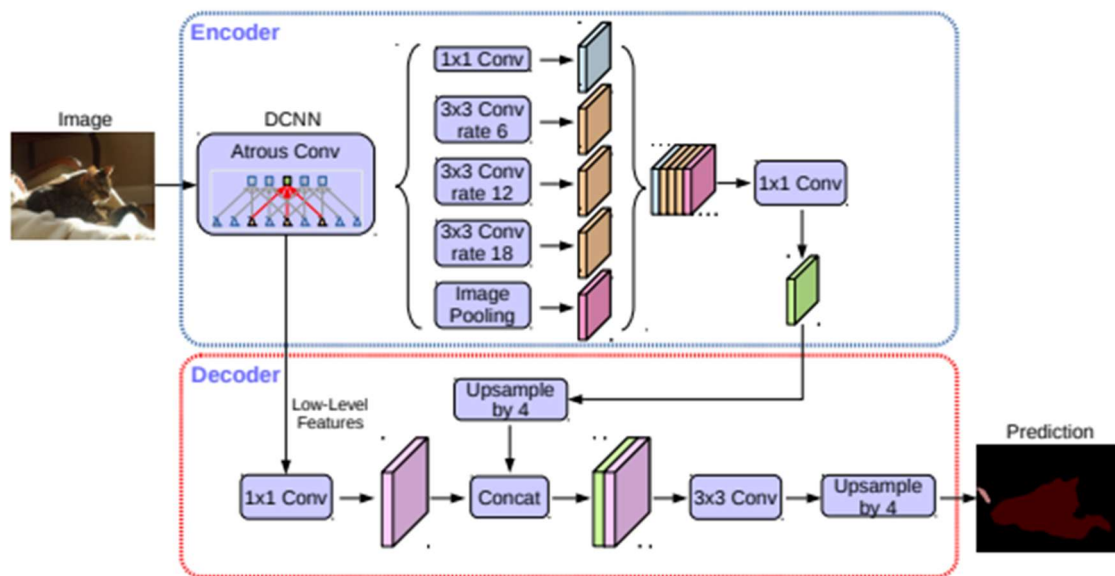 Encoder
Image
DCNN
Atrous Conv
1x1 Conv
3x3 Conv
rate 6
3x3 Conv
rate 12
3x3 Conv
rate 18
Image
Pooling
1x1 Conv
Decoder
Low-Level
Features
Upsample
by 4
1x1 Conv
Concat
3x3 Conv
Upsample
by 4
Prediction